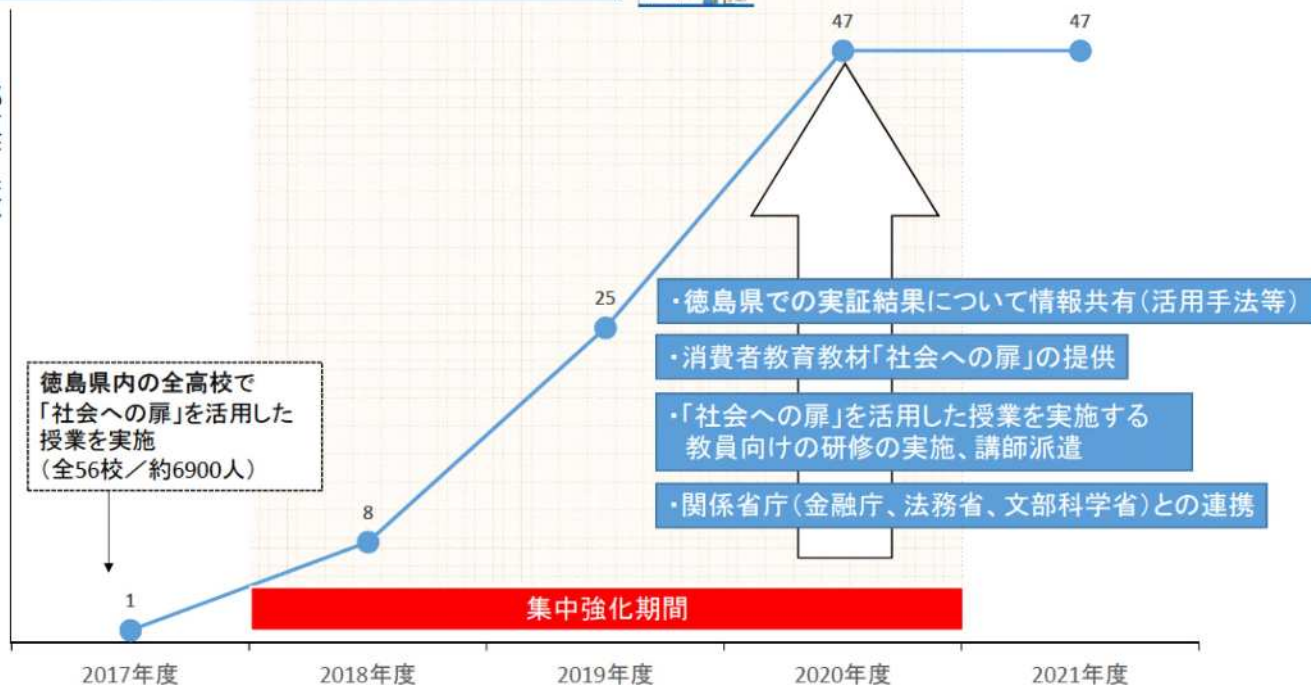 47
47
25
8
1
徳島県内の全高校で
「社会への扉」を活用した
授業を実施
（全56校／約6900人）
・徳島県での実証結果について情報共有（活用手法等）
・消費者教育教材「社会への扉」の提供
・「社会への扉」を活用した授業を実施する
教員向けの研修の実施、講師派遣
・関係省庁（金融庁、法務省、文部科学省）との連携
集中強化期間
2017年度
2018年度
2019年度
2020年度
2021年度